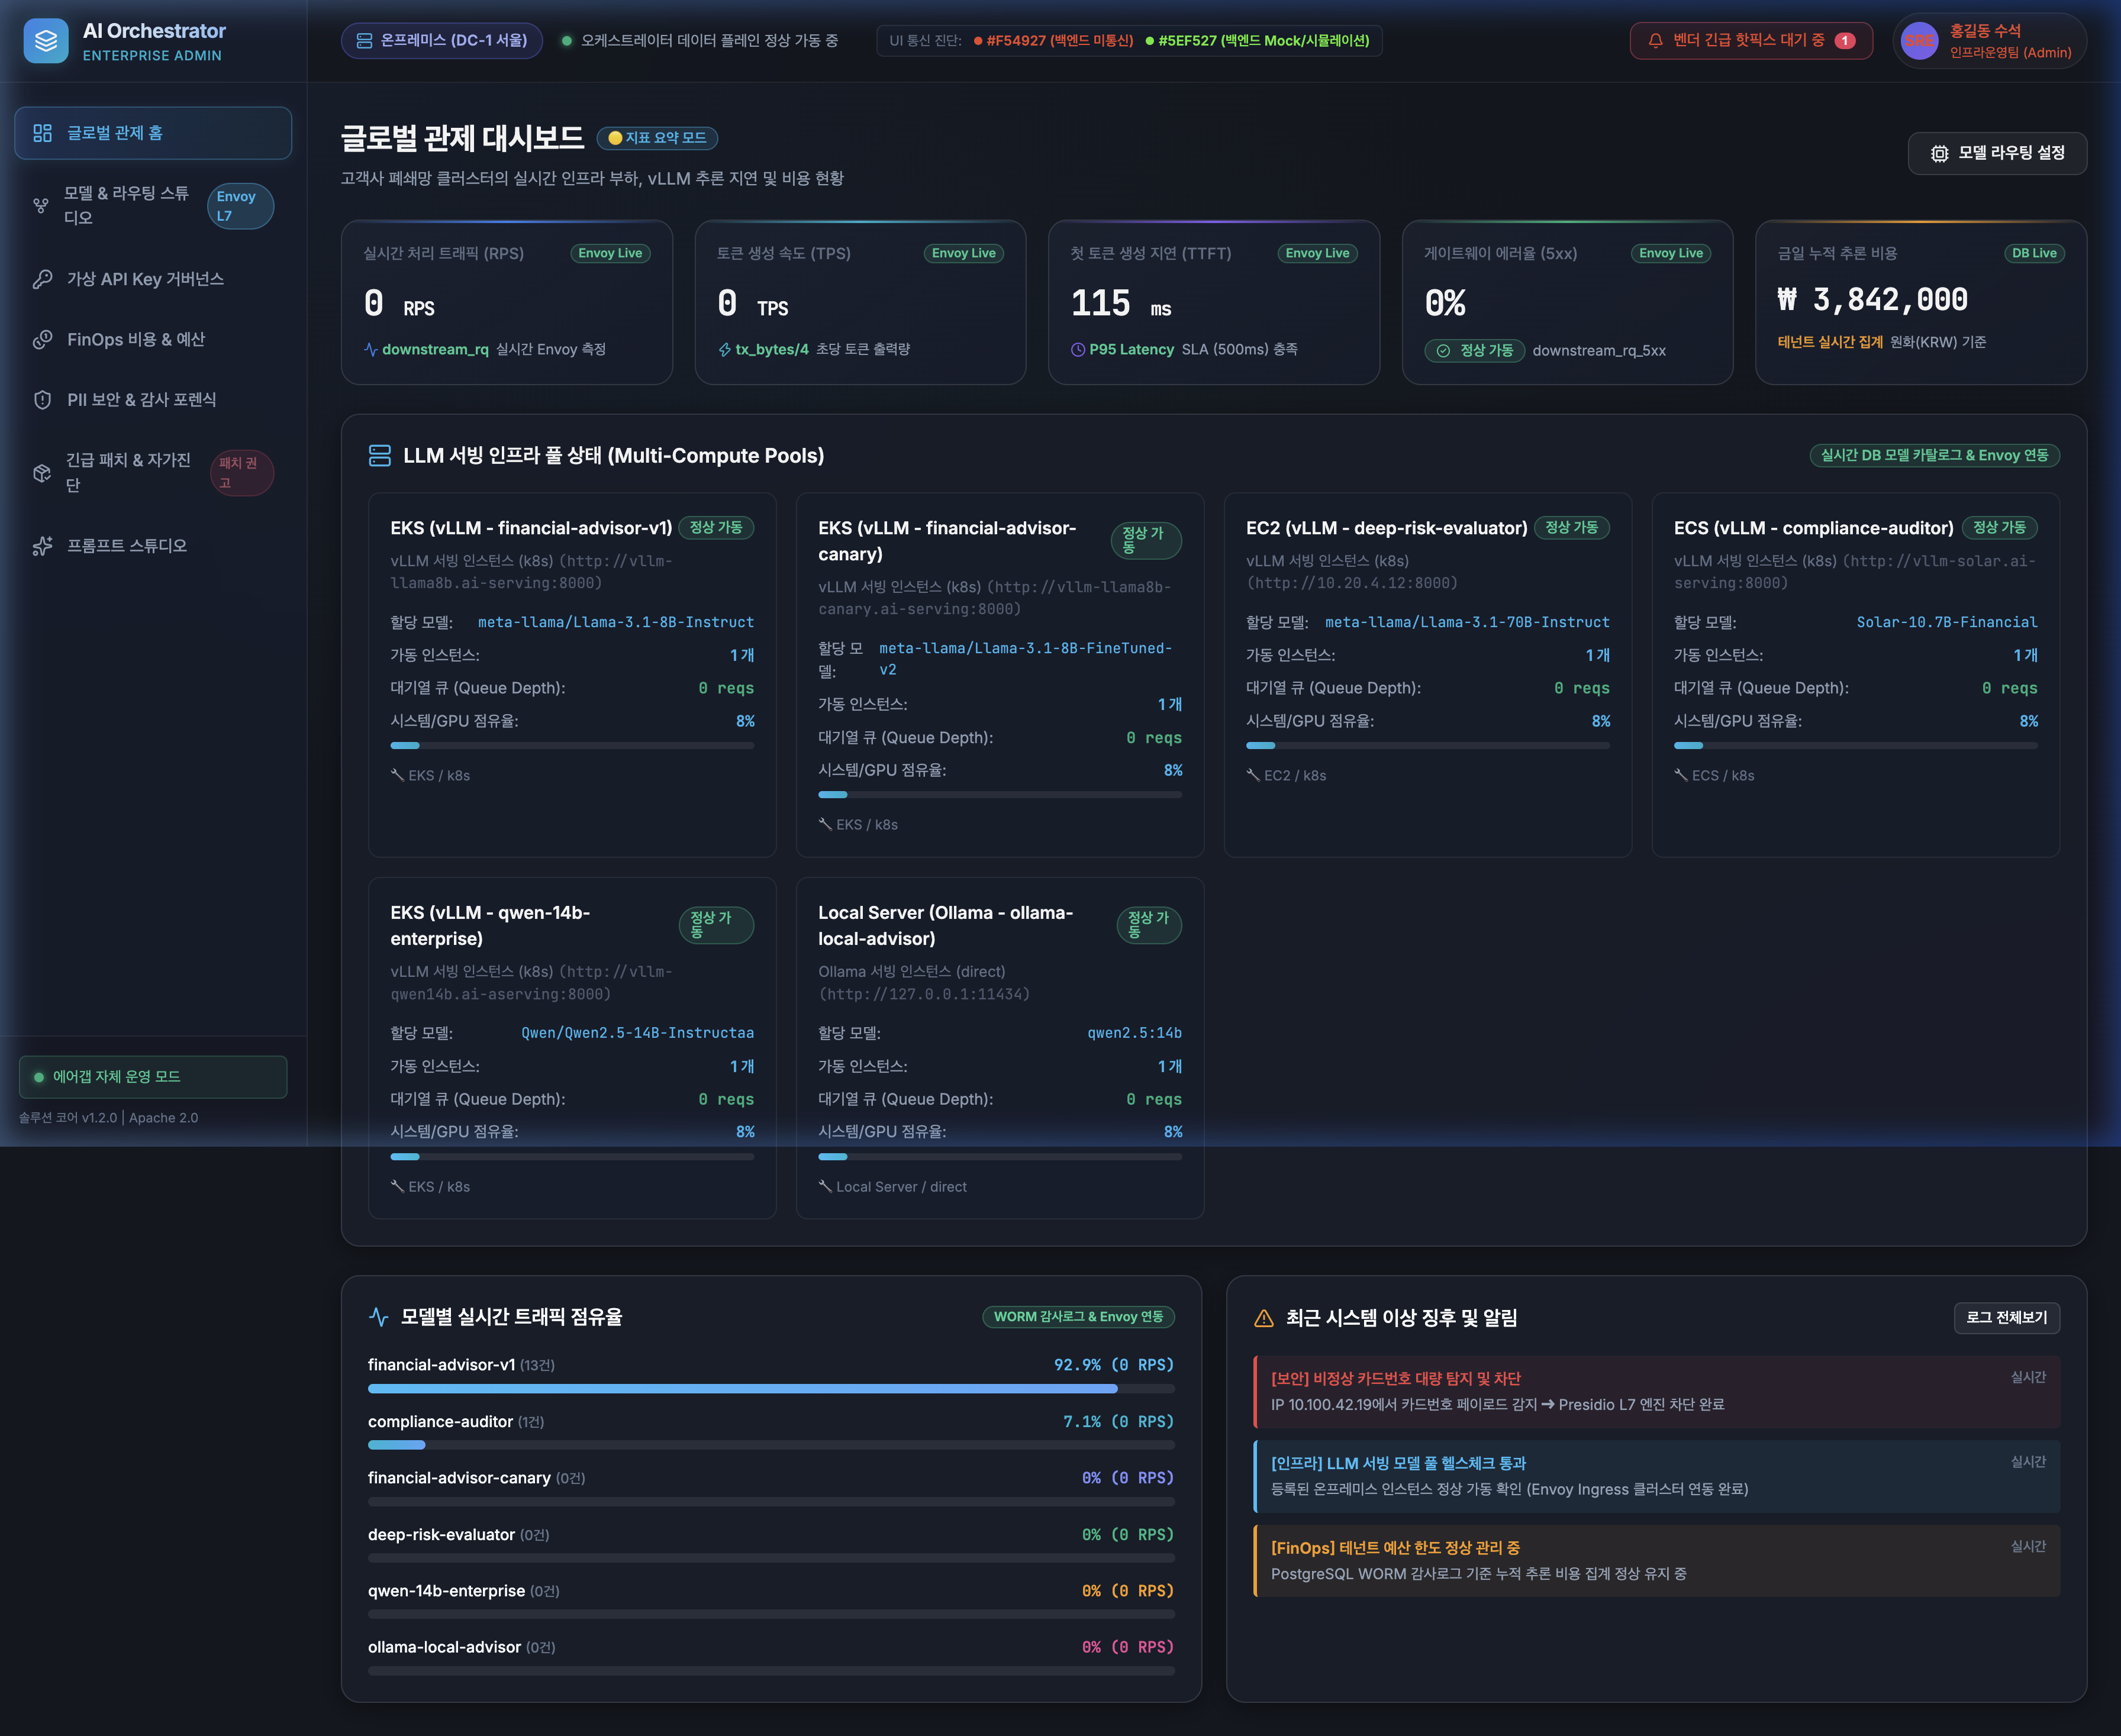 AI Orchestrator
ENTERPRISE ADMIN
온프레미스 (DC-1 서울)
오케스트레이터 데이터 플레인 정상 가동 중
UI 통신 진단: #F54927 (백엔드 미통신) #5EF527 (백엔드 Mock/시뮬레이션)
벤더 긴급 핫픽스 대기 중 1
SRE
홍길동 수석
인프라운영팀 (Admin)
글로벌 관제 홈
모델 & 라우팅 스튜
디오
Envoy
L7
가상 API Key 거버넌스
FinOps 비용 & 예산
PII 보안 & 감사 포렌식
긴급 패치 & 자가진
단
패치 권
고
프롬프트 스튜디오
에어갭 자체 운영 모드
솔루션 코어 v1.2.0 | Apache 2.0
글로벌 관제 대시보드
지표 요약 모드
고객사 폐쇄망 클러스터의 실시간 인프라 부하, vLLM 추론 지연 및 비용 현황
모델 라우팅 설정
실시간 처리 트래픽 (RPS)
Envoy Live
0 RPS
downstream_rq 실시간 Envoy 측정
토큰 생성 속도 (TPS)
Envoy Live
0 TPS
tx_bytes/4 초당 토큰 출력량
첫 토큰 생성 지연 (TTFT)
Envoy Live
115 ms
P95 Latency SLA (500ms) 충족
게이트웨이 에러율 (5xx)
Envoy Live
0%
정상 가동 downstream_rq_5xx
금일 누적 추론 비용
DB Live
₩ 3,842,000
테넌트 실시간 집계 원화(KRW) 기준
LLM 서빙 인프라 풀 상태 (Multi-Compute Pools)
실시간 DB 모델 카탈로그 & Envoy 연동
EKS (vLLM - financial-advisor-v1)
정상 가동
vLLM 서빙 인스턴스 (k8s) (http://vllm-
llama8b.ai-serving:8000)
할당 모델: meta-llama/Llama-3.1-8B-Instruct
가동 인스턴스: 1개
대기열 큐 (Queue Depth): 0 reqs
시스템/GPU 점유율: 8%
EKS / k8s
EKS (vLLM - financial-advisor-
canary)
정상 가
동
vLLM 서빙 인스턴스 (k8s) (http://vllm-llama8b-
canary.ai-serving:8000)
할당 모
델:
meta-llama/Llama-3.1-8B-FineTuned-
v2
가동 인스턴스: 1개
대기열 큐 (Queue Depth): 0 reqs
시스템/GPU 점유율: 8%
EKS / k8s
EC2 (vLLM - deep-risk-evaluator)
정상 가동
vLLM 서빙 인스턴스 (k8s)
(http://10.20.4.12:8000)
할당 모델: meta-llama/Llama-3.1-70B-Instruct
가동 인스턴스: 1개
대기열 큐 (Queue Depth): 0 reqs
시스템/GPU 점유율: 8%
EC2 / k8s
ECS (vLLM - compliance-auditor)
정상 가동
vLLM 서빙 인스턴스 (k8s) (http://vllm-solar.ai-
serving:8000)
할당 모델: Solar-10.7B-Financial
가동 인스턴스: 1개
대기열 큐 (Queue Depth): 0 reqs
시스템/GPU 점유율: 8%
ECS / k8s
EKS (vLLM - qwen-14b-
enterprise)
정상 가
동
vLLM 서빙 인스턴스 (k8s) (http://vllm-
qwen14b.ai-aserving:8000)
할당 모델: Qwen/Qwen2.5-14B-Instructaa
가동 인스턴스: 1개
대기열 큐 (Queue Depth): 0 reqs
시스템/GPU 점유율: 8%
EKS / k8s
Local Server (Ollama - ollama-
local-advisor)
정상 가
동
Ollama 서빙 인스턴스 (direct)
(http://127.0.0.1:11434)
할당 모델: qwen2.5:14b
가동 인스턴스: 1개
대기열 큐 (Queue Depth): 0 reqs
시스템/GPU 점유율: 8%
Local Server / direct
모델별 실시간 트래픽 점유율
WORM 감사로그 & Envoy 연동
financial-advisor-v1 (13건) 92.9% (0 RPS)
compliance-auditor (1건) 7.1% (0 RPS)
financial-advisor-canary (0건) 0% (0 RPS)
deep-risk-evaluator (0건) 0% (0 RPS)
qwen-14b-enterprise (0건) 0% (0 RPS)
ollama-local-advisor (0건) 0% (0 RPS)
최근 시스템 이상 징후 및 알림
로그 전체보기
[보안] 비정상 카드번호 대량 탐지 및 차단 실시간
IP 10.100.42.19에서 카드번호 페이로드 감지 ➔ Presidio L7 엔진 차단 완료
[인프라] LLM 서빙 모델 풀 헬스체크 통과 실시간
등록된 온프레미스 인스턴스 정상 가동 확인 (Envoy Ingress 클러스터 연동 완료)
[FinOps] 테넌트 예산 한도 정상 관리 중 실시간
PostgreSQL WORM 감사로그 기준 누적 추론 비용 집계 정상 유지 중